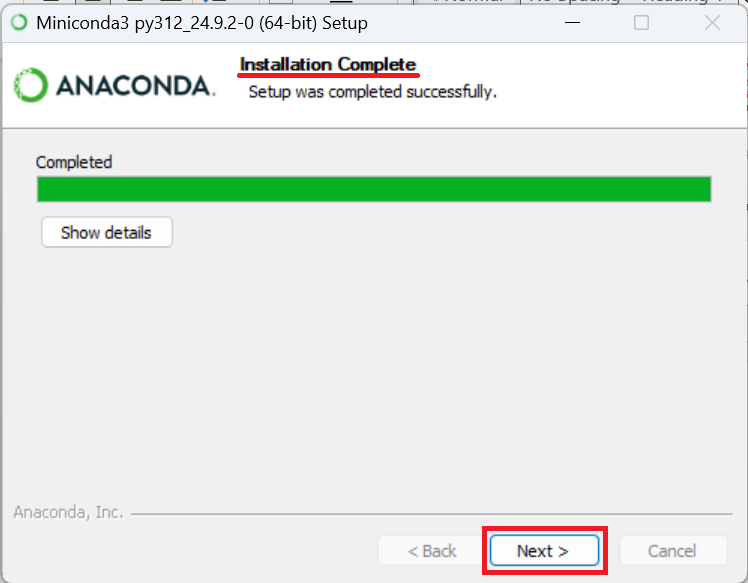 Miniconda3 py312_24.9.2-0 (64-bit) Setup
ANACONDA.
Installation Complete
Setup was completed successfully.
Completed
Show details
Anaconda, Inc.
< Back
Next >
Cancel